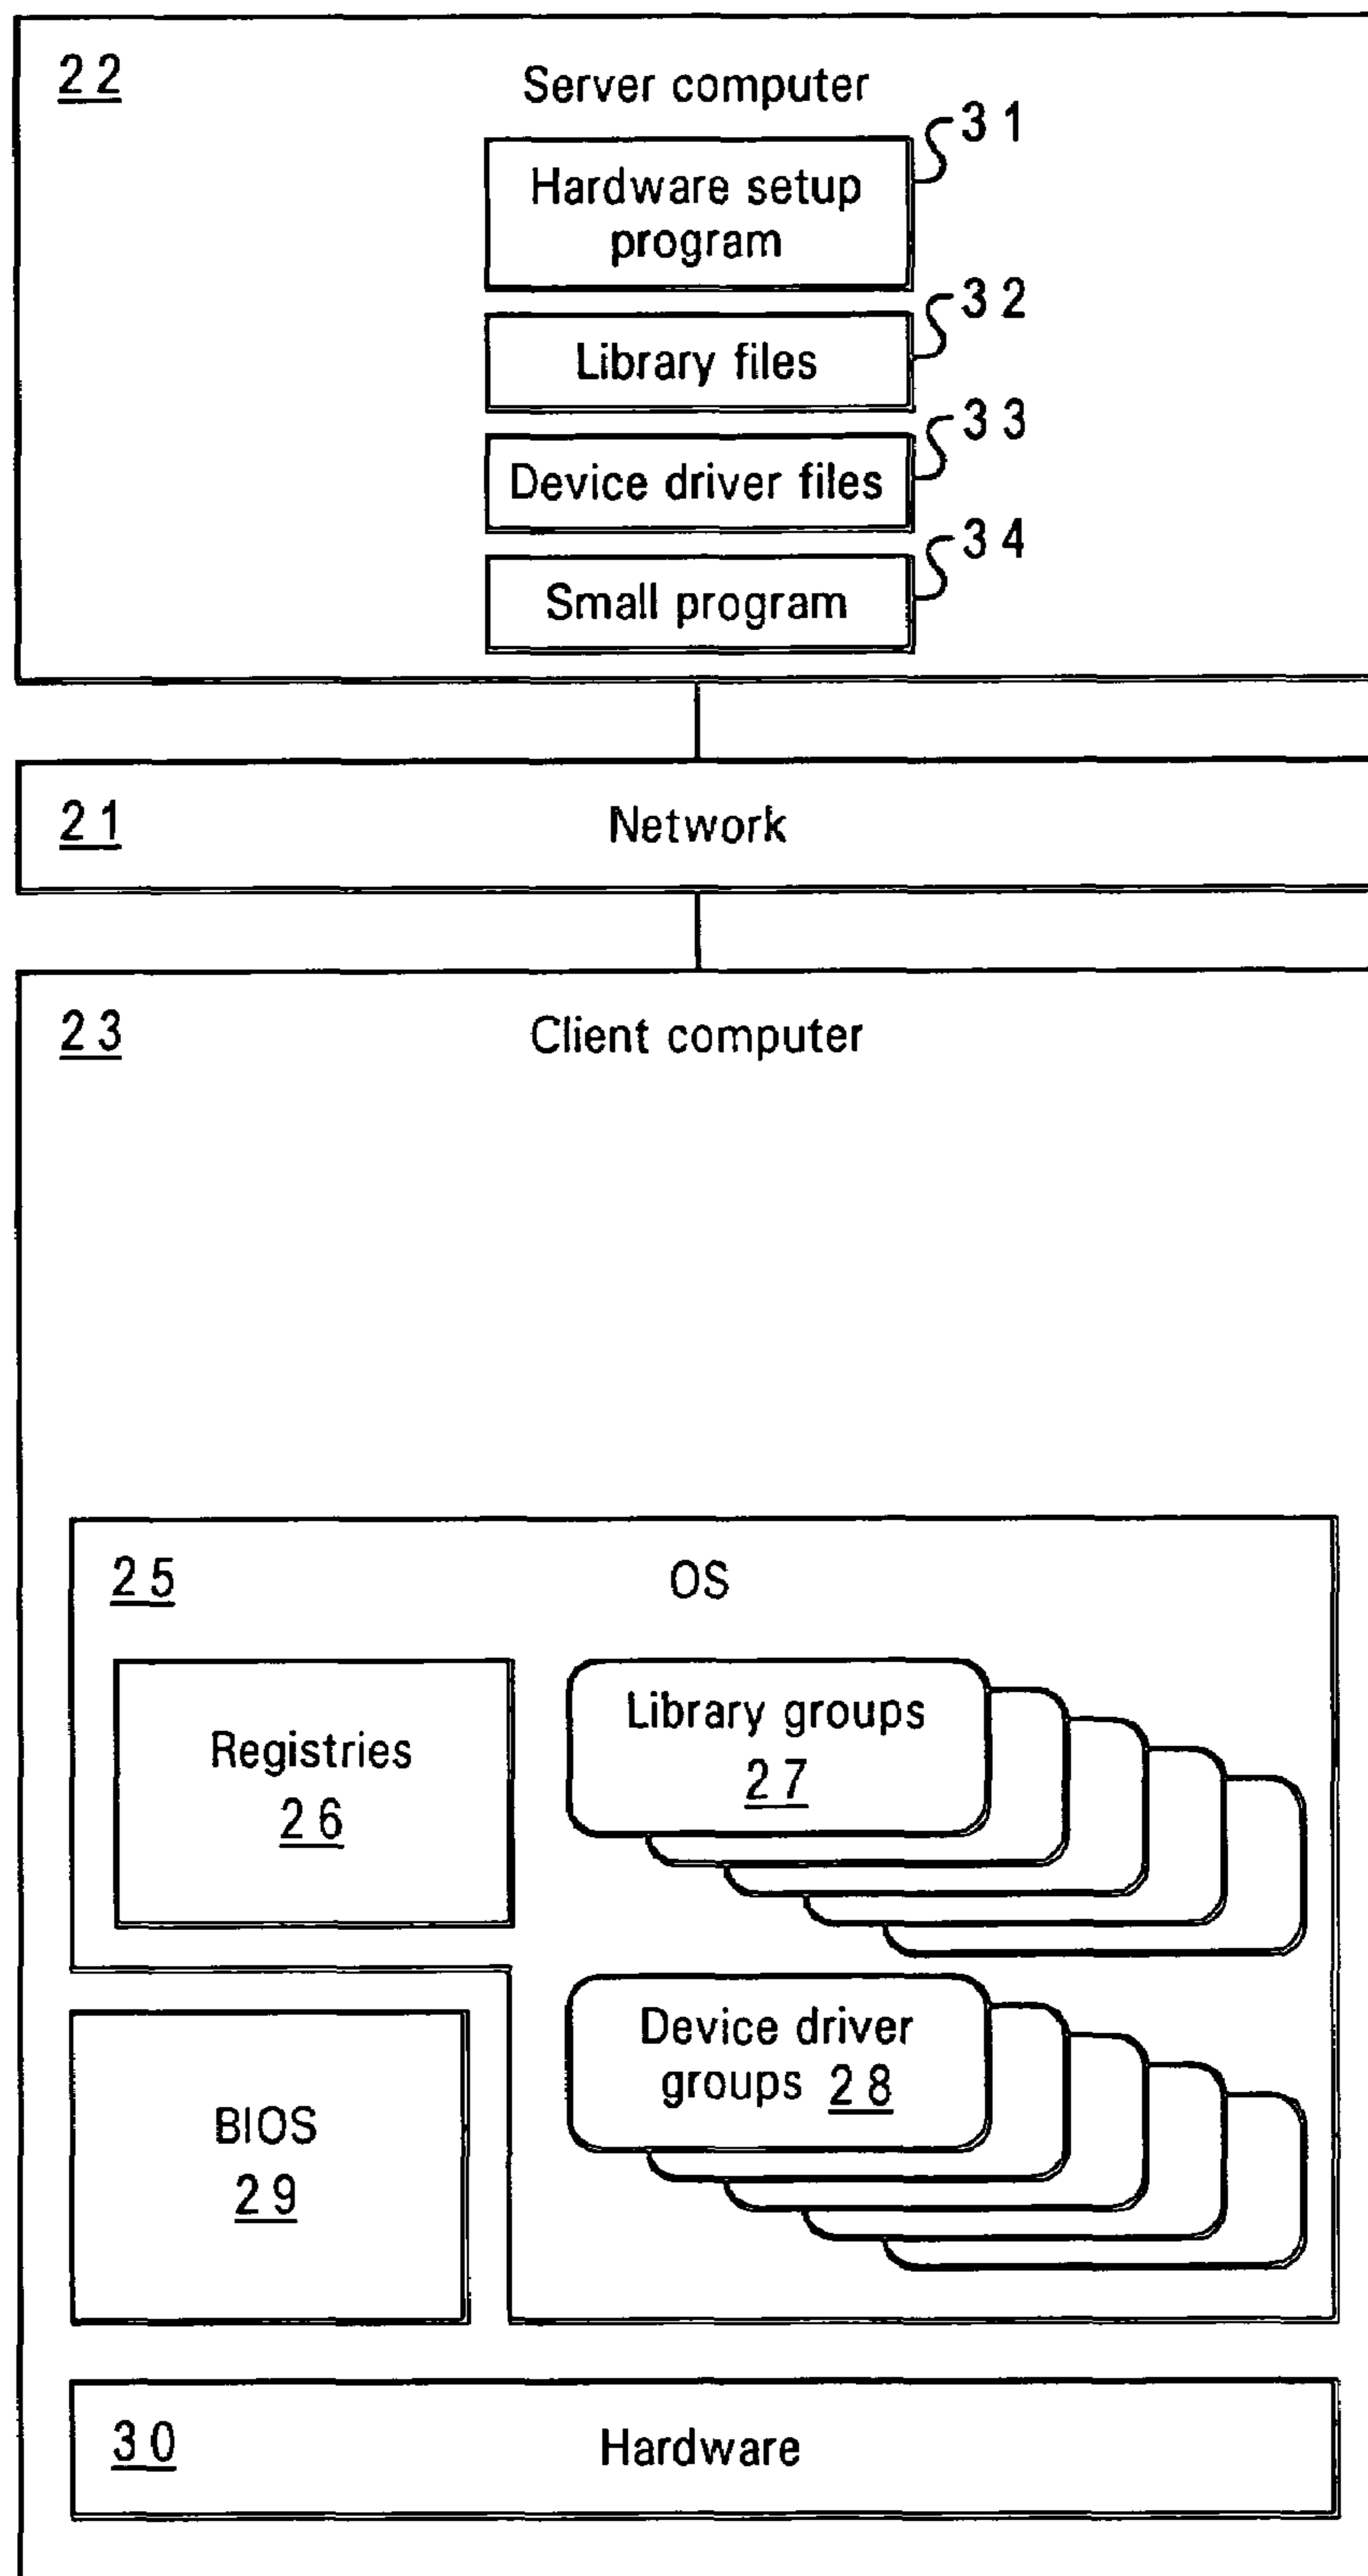 22
Server computer
31
Hardware setup
program
32
Library files
33
Device driver files
34
Small program
21
Network
23
Client computer
25
OS
Registries
26
Library groups
27
Device driver
groups 28
BIOS
29
30
Hardware